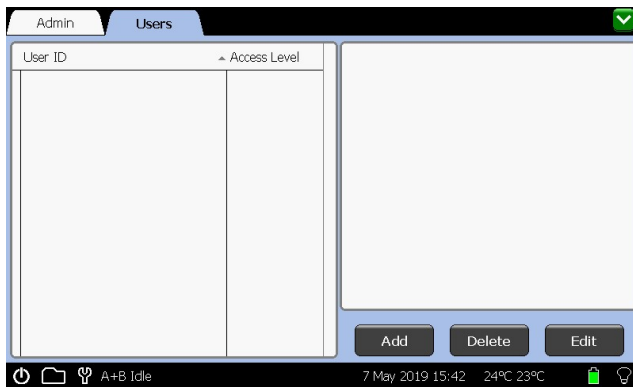 Admin Users
User ID Access Level
Add Delete Edit
A+B Idle 7 May 2019 15:42 24ºC 23ºC